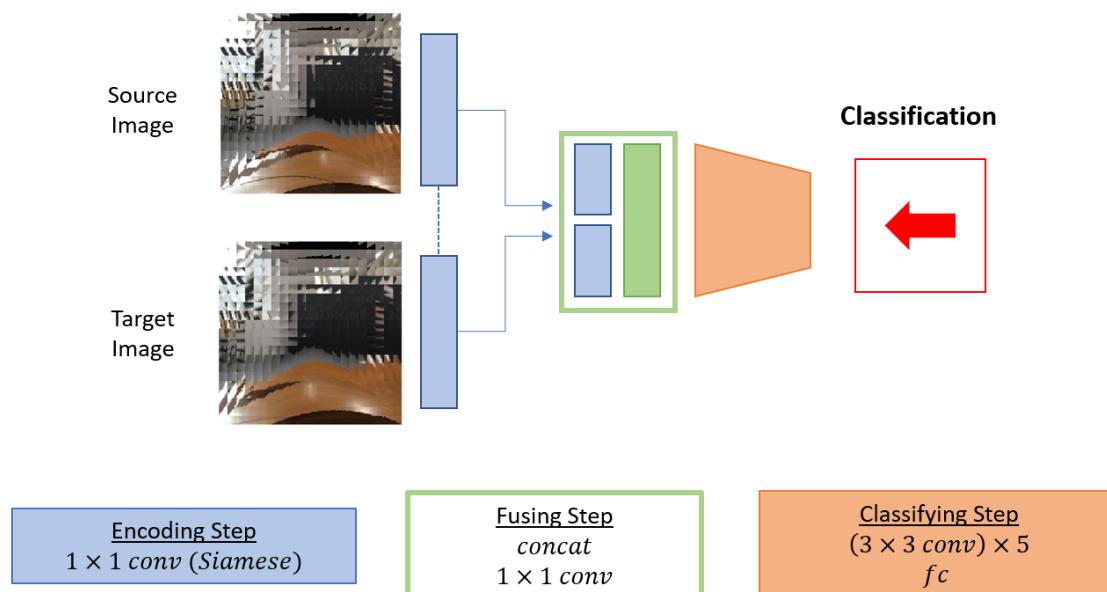 Source
Image
Classification
Target
Image
Encoding Step
1 × 1 conv (Siamese)
Fusing Step
concat
1 × 1 conv
Classifying Step
(3 × 3 conv) × 5
fc